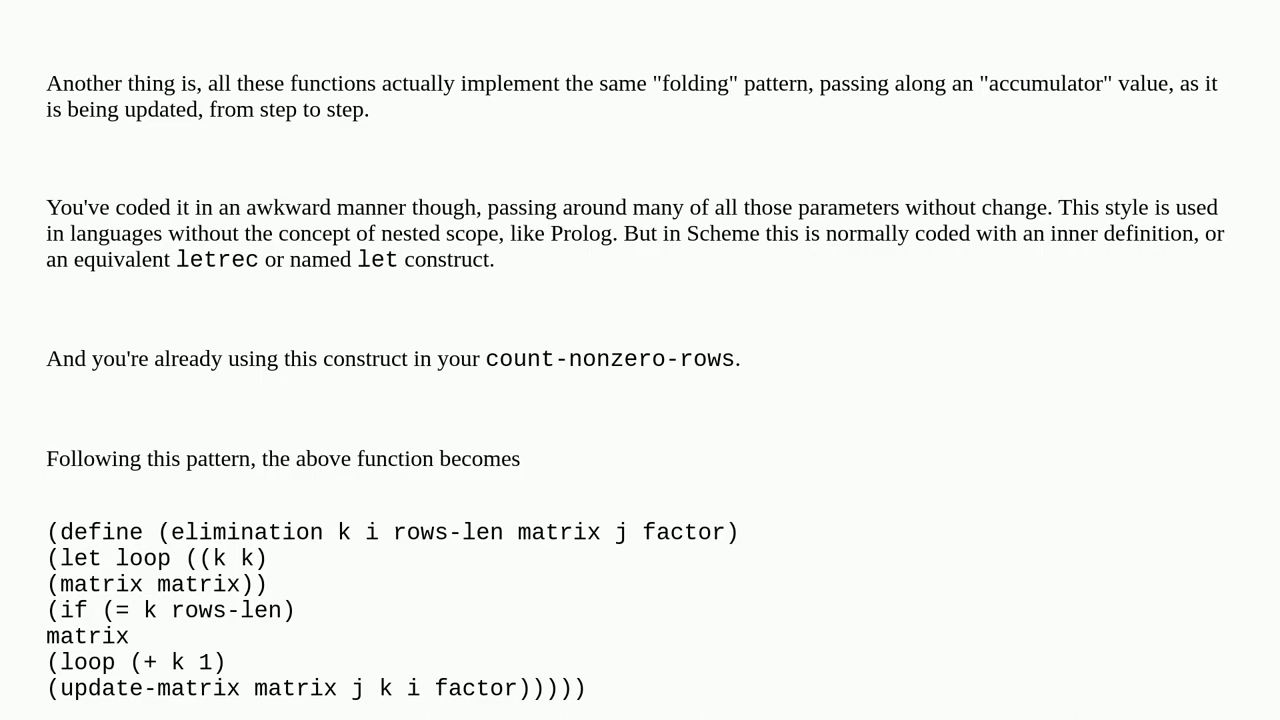 Another thing is, all these functions actually implement the same "folding" pattern, passing along an "accumulator" value, as it
is being updated, from step to step.
You've coded it in an awkward manner though, passing around many of all those parameters without change. This style is used
in languages without the concept of nested scope, like Prolog. But in Scheme this is normally coded with an inner definition, or
an equivalent letrec or named let construct.
And you're already using this construct in your count-nonzero-rows.
Following this pattern, the above function becomes
(define (elimination k i rows-len matrix j factor)
(let loop ((k k)
(matrix matrix))
(if (= k rows-len)
matrix
(loop (+ k 1)
(update-matrix matrix j k i factor)))))